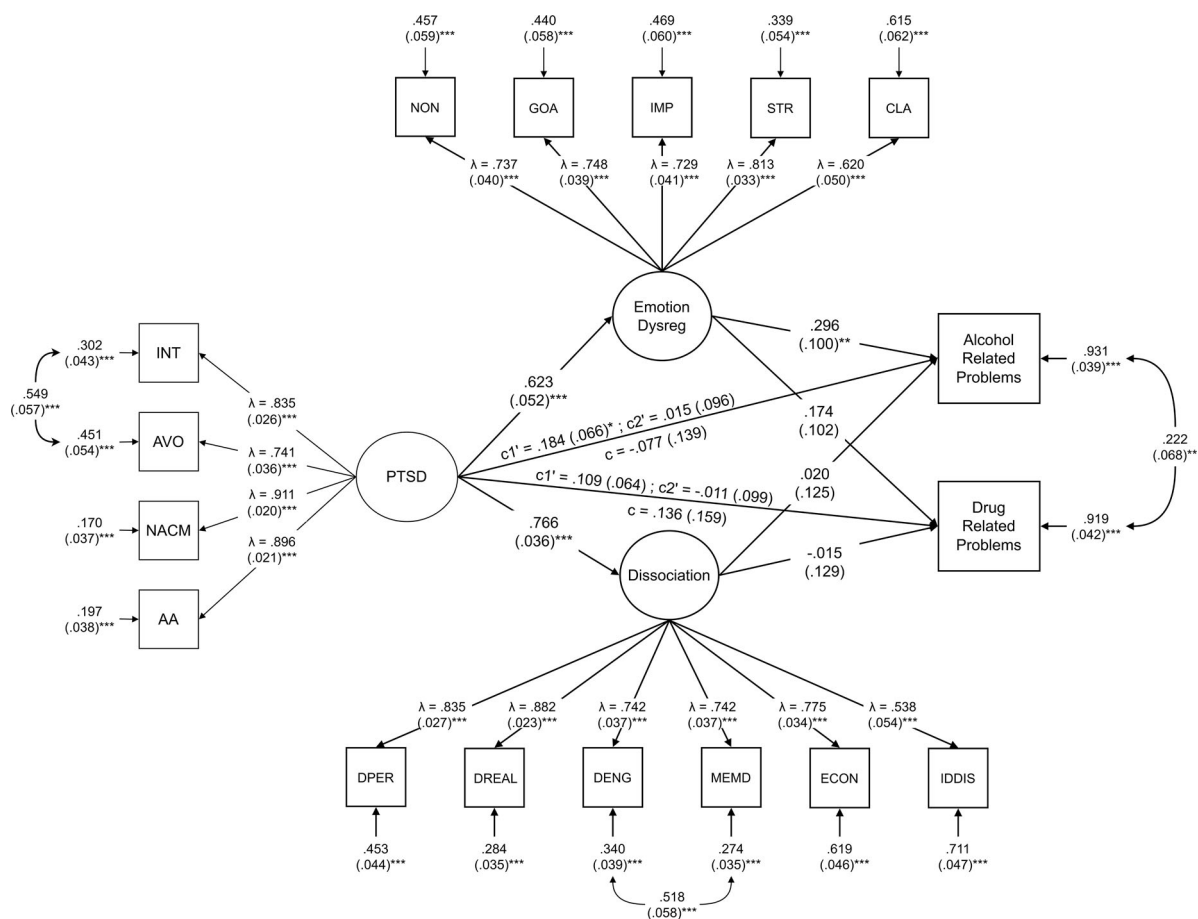 .457
(.059)***
.440
(.058)***
.469
(.060)***
.339
(.054)***
.615
(.062)***
NON
GOA
IMP
STR
CLA
λ = .737
(.040)***
λ = .748
(.039)***
λ = .729
(.041)***
λ = .813
(.033)***
λ = .620
(.050)***
Emotion
Dysreg
.302
(.043)***
INT
.549
(.057)***
.451
(.054)***
AVO
.170
(.037)***
NACM
.197
(.038)***
AA
λ = .835
(.026)***
λ = .741
(.036)***
λ = .911
(.020)***
λ = .896
(.021)***
PTSD
.623
(.052)***
.766
(.036)***
.296
(.100)**
c1' = .184 (.066)* ; c2' = .015 (.096)
c = -.077 (.139)
.174
(.102)
c1' = .109 (.064) ; c2' = -.011 (.099)
c = .136 (.159)
.020
(.125)
-.015
(.129)
Alcohol
Related
Problems
.931
(.039)***
.222
(.068)**
Drug
Related
Problems
.919
(.042)***
Dissociation
λ = .835
(.027)***
λ = .882
(.023)***
λ = .742
(.037)***
λ = .742
(.037)***
λ = .775
(.034)***
λ = .538
(.054)***
DPER
DREAL
DENG
MEMD
ECON
IDDIS
.453
(.044)***
.284
(.035)***
.340
(.039)***
.274
(.035)***
.619
(.046)***
.711
(.047)***
.518
(.058)***